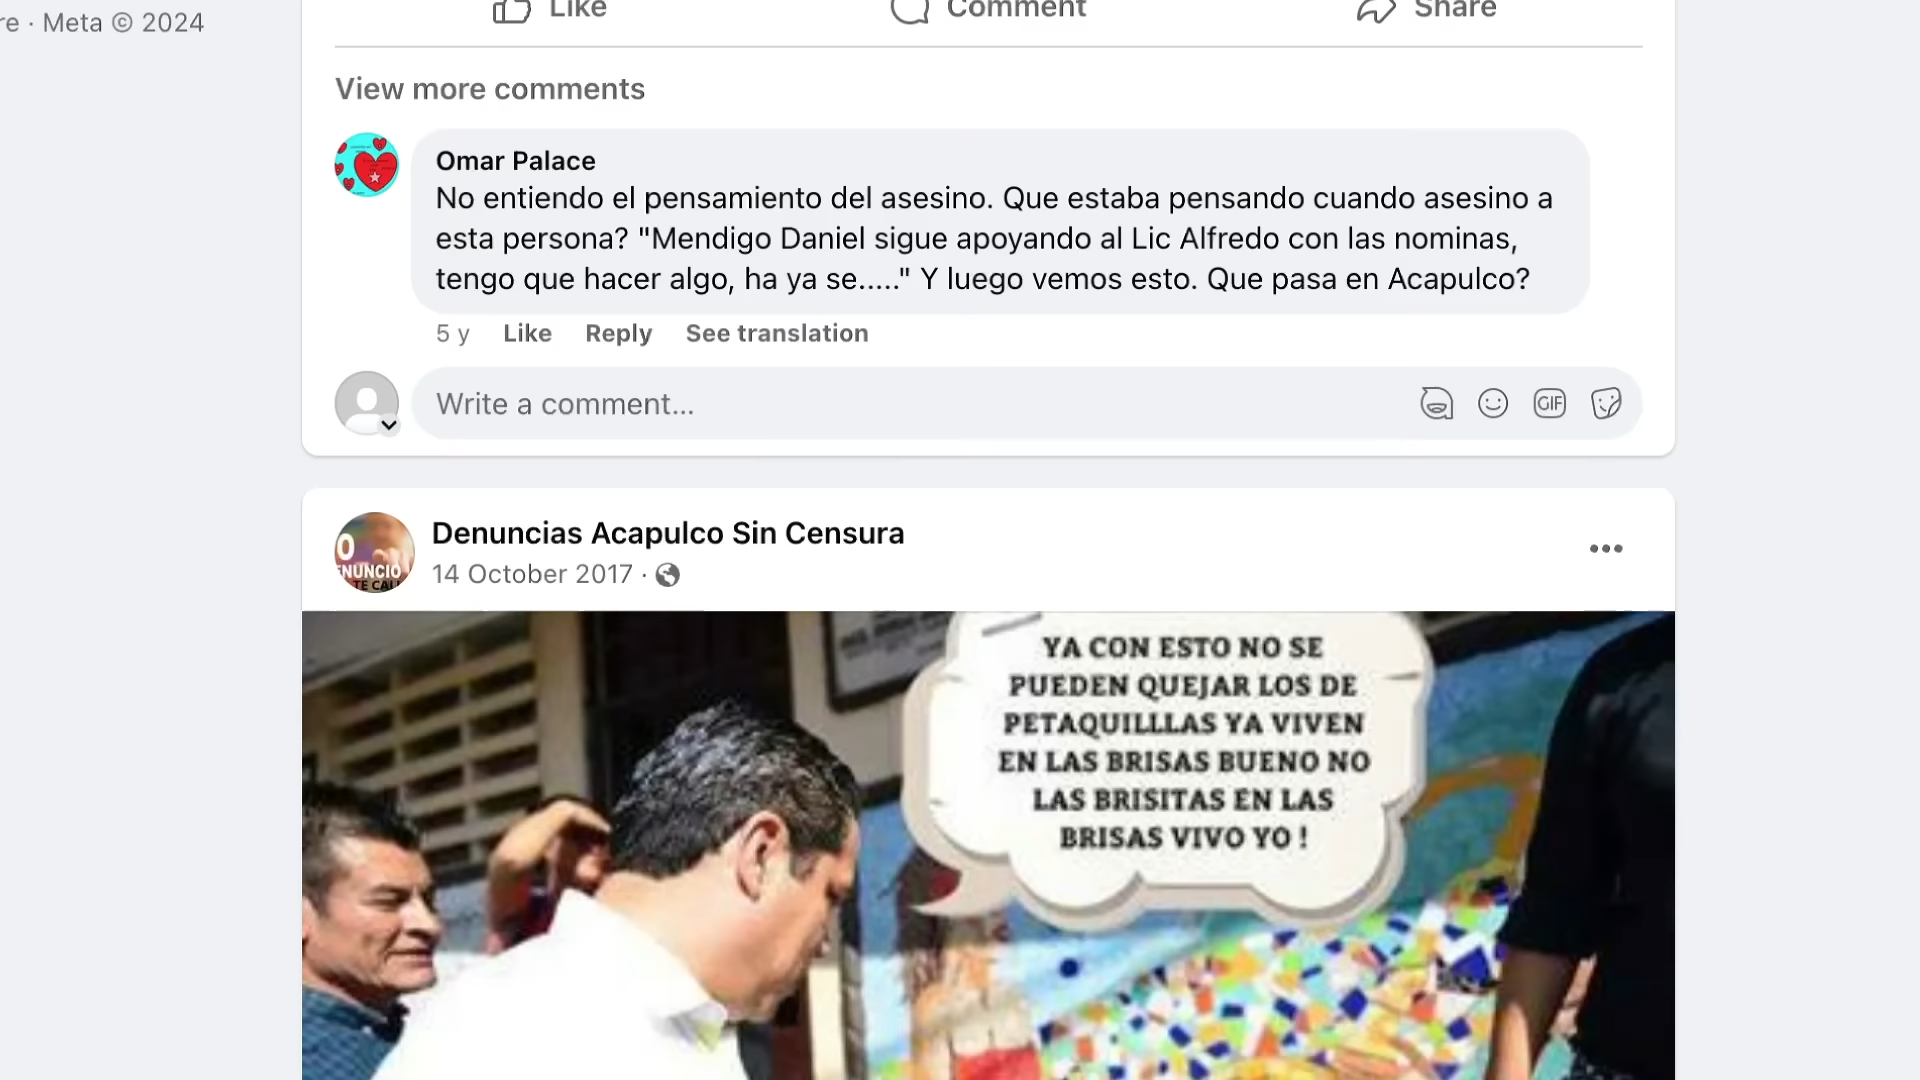 re · Meta © 2024
Like
Comment
Share
View more comments
Omar Palace
No entiendo el pensamiento del asesino. Que estaba pensando cuando asesino a
esta persona? "Mendigo Daniel sigue apoyando al Lic Alfredo con las nominas,
tengo que hacer algo, ha ya se....." Y luego vemos esto. Que pasa en Acapulco?
5 y Like Reply See translation
Write a comment...
GIF
Denuncias Acapulco Sin Censura
14 October 2017 ·
O
NUNCIO
TE CAL
YA CON ESTO NO SE
PUEDEN QUEJAR LOS DE
PETAQUILLLAS YA VIVEN
EN LAS BRISAS BUENO NO
LAS BRISITAS EN LAS
BRISAS VIVO YO !